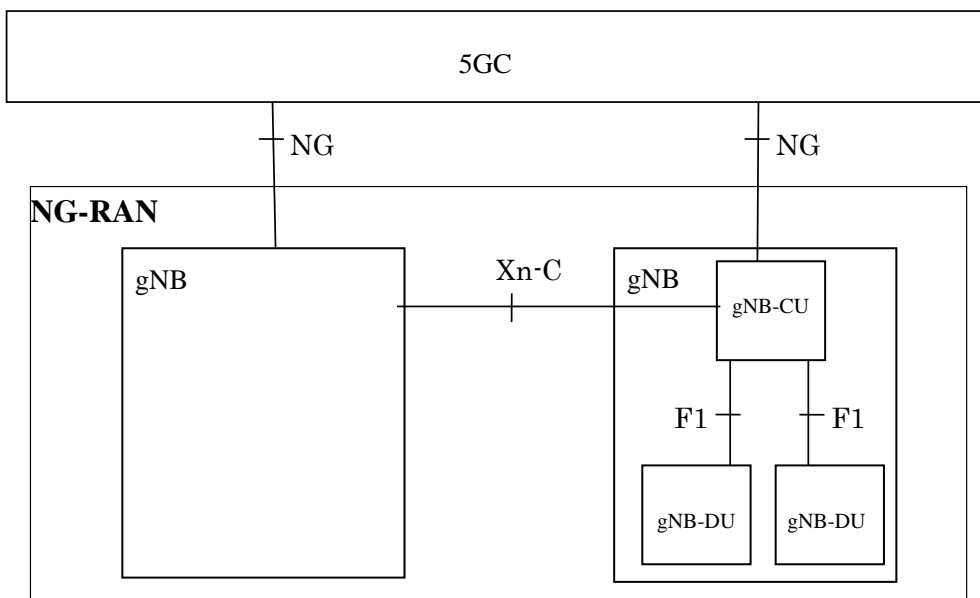 5GC
NG
NG
NG-RAN
gNB
Xn-C
gNB
gNB-CU
F1
F1
gNB-DU
gNB-DU